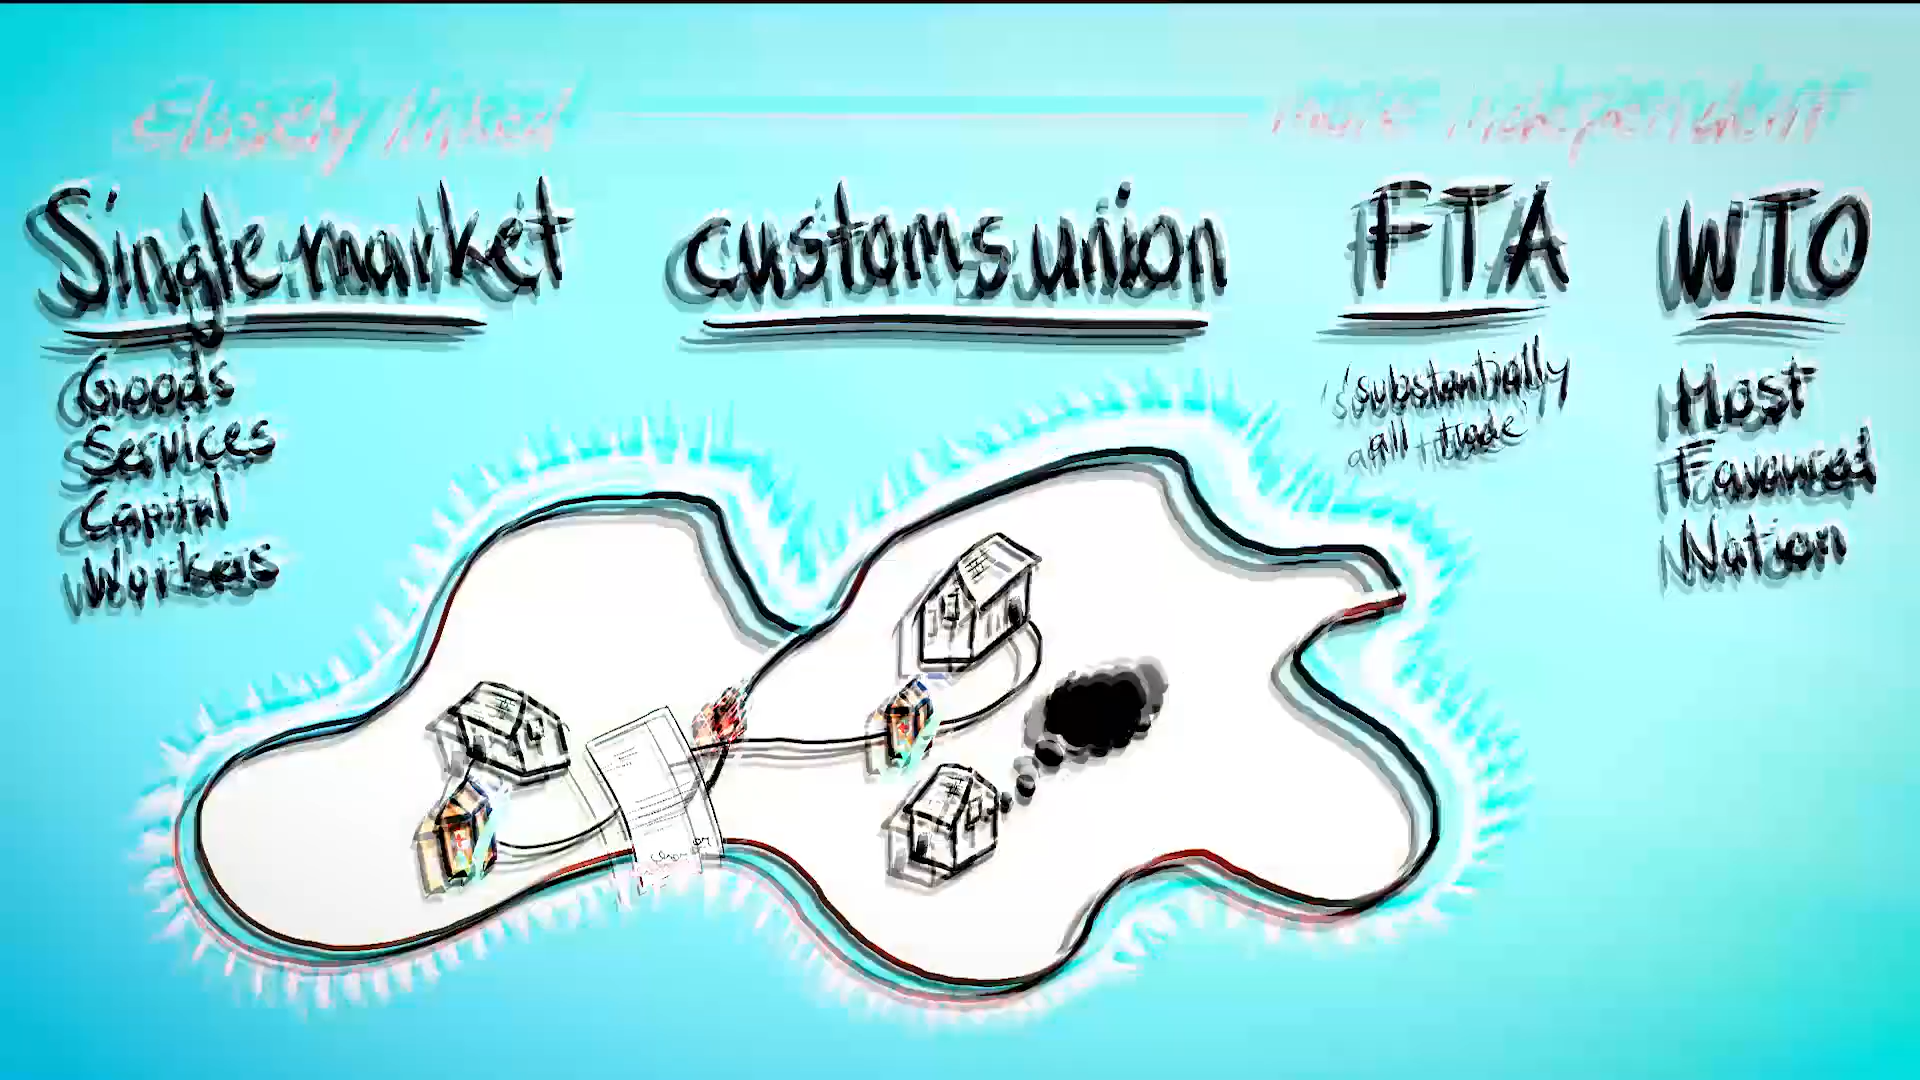 Closely linked
more independent
Single market
customs union
FTA
WTO
Goods
Services
Capital
Workers
'substantially
all trade'
Most
Favoured
Nation